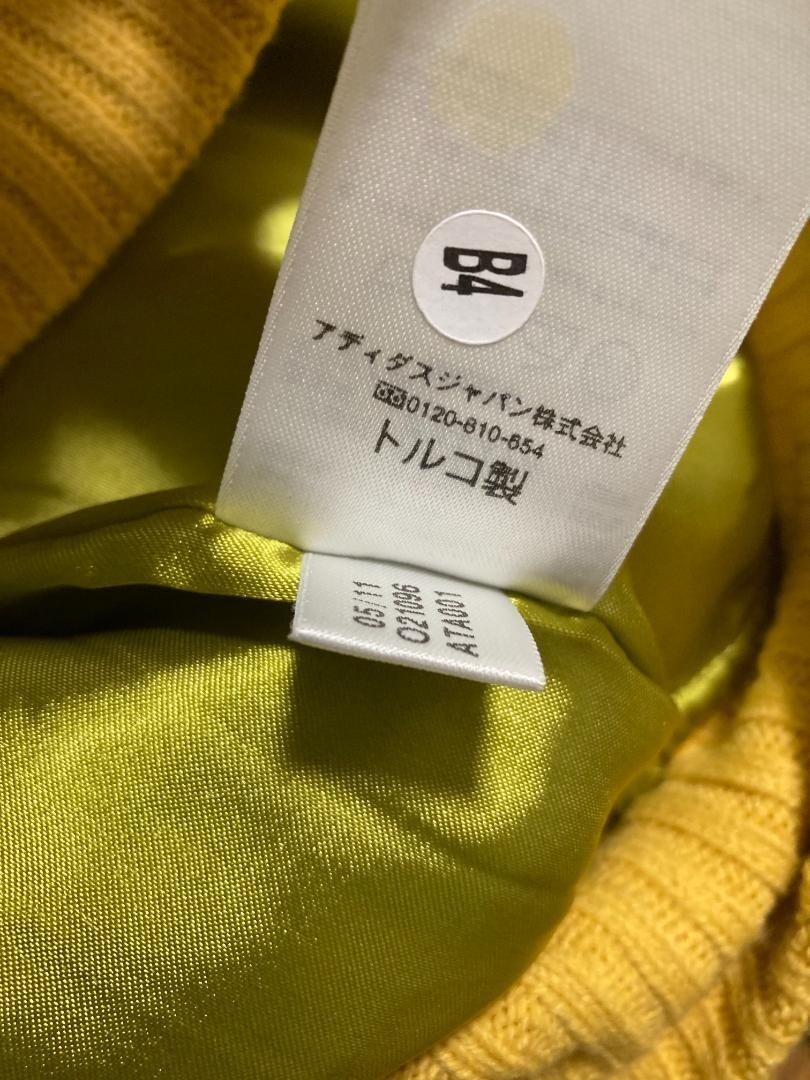 B4
アディダスジャパン株式会社
0120-810-654
トルコ製
05/11
O21096
ATA001